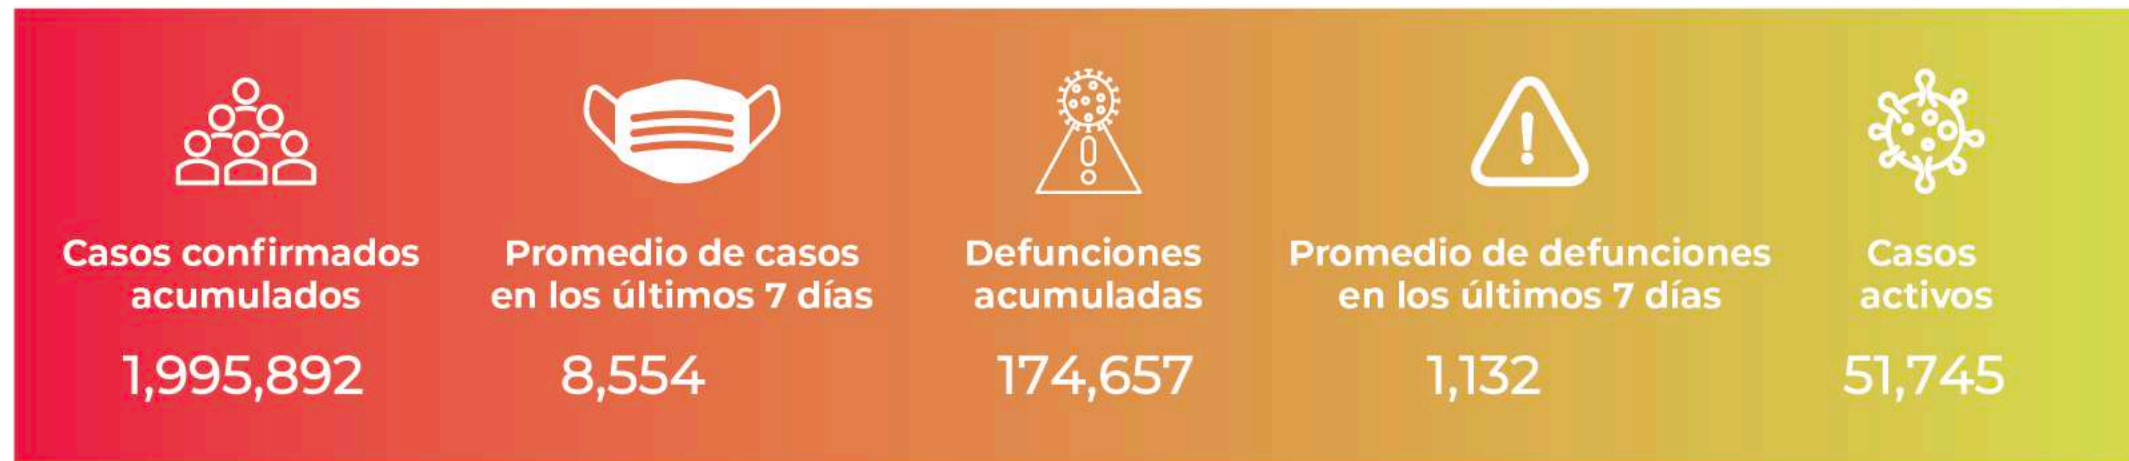 Casos confirmados
acumulados
1,995,892
Promedio de casos
en los últimos 7 días
8,554
Defunciones
acumuladas
174,657
Promedio de defunciones
en los últimos 7 días
1,132
Casos
activos
51,745